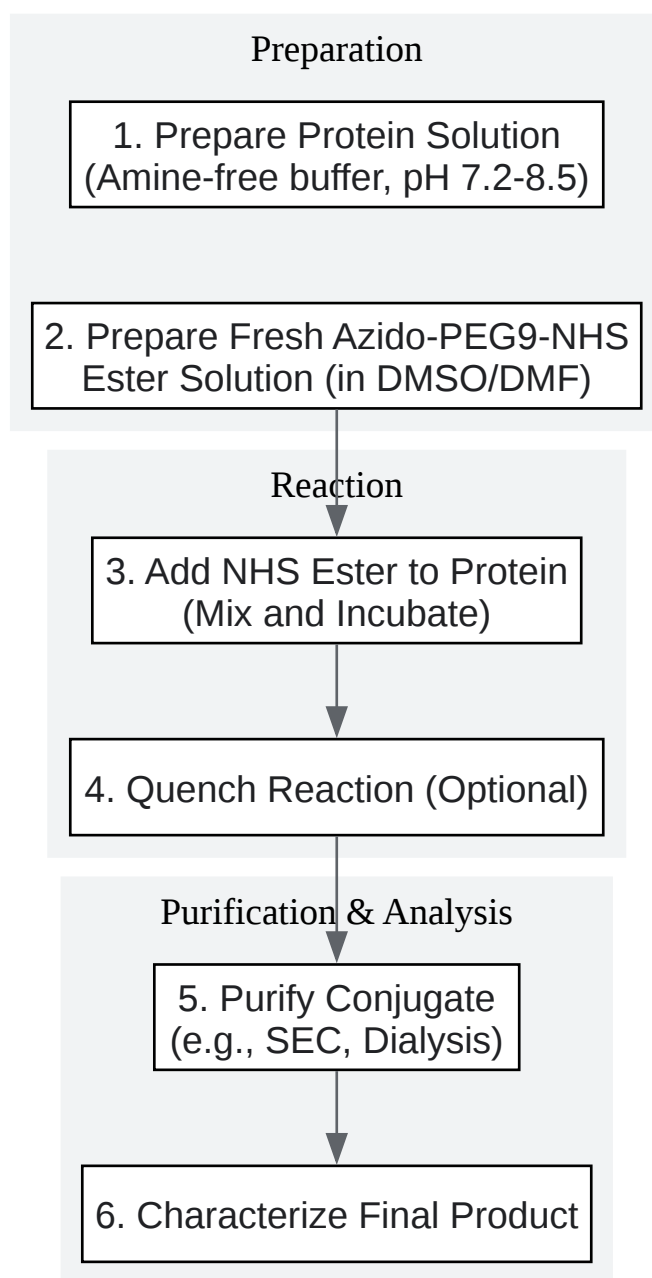 Preparation
1. Prepare Protein Solution
(Amine-free buffer, pH 7.2-8.5)
2. Prepare Fresh Azido-PEG9-NHS
Ester Solution (in DMSO/DMF)
Reaction
3. Add NHS Ester to Protein
(Mix and Incubate)
4. Quench Reaction (Optional)
Purification & Analysis
5. Purify Conjugate
(e.g., SEC, Dialysis)
6. Characterize Final Product